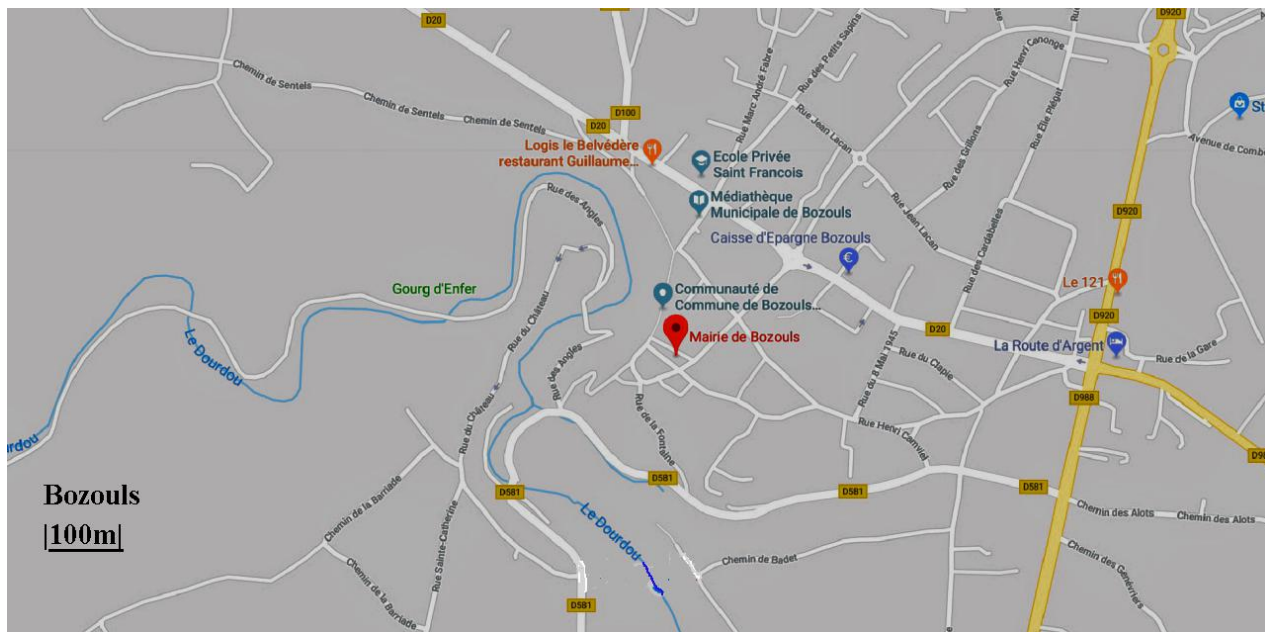 D20
D920
Rue Marc André Fabre
Rue des Petits Sapins
Rue Henri Canonge
Rue Elie Plégat
Chemin de Sentels
Chemin de Sentels
Chemin de Sentels
D100
D20
St
Logis le Belvédère
restaurant Guillaume...
Ecole Privée
Saint Francois
Rue Jean Lacan
Rue des Grillons
Avenue de Combe
Médiathèque
Municipale de Bozouls
Rue des Angles
Rue Jean Lacan
D920
Caisse d'Epargne Bozouls
Rue des Cardabelles
Gourg d'Enfer
Communauté de
Commune de Bozouls...
Le 121
D920
Rue du Château
Le Dourdou
Mairie de Bozouls
D20
La Route d'Argent
Rue de la Gare
Rue des Angles
Rue du 8 Mai 1945
Rue du Clapie
D988
Rue du Château
Rue de la Fontaine
Rue Henri Camviel
ourdou
D98
D581
D581
D581
D581
Bozouls
|100m|
Chemin de la Barriade
Rue Sainte-Catherine
Le Dourdou
Chemin des Alots
Chemin des Alots
Chemin de Badet
Chemin des Genévriers
Chemin de la Barriade
D581